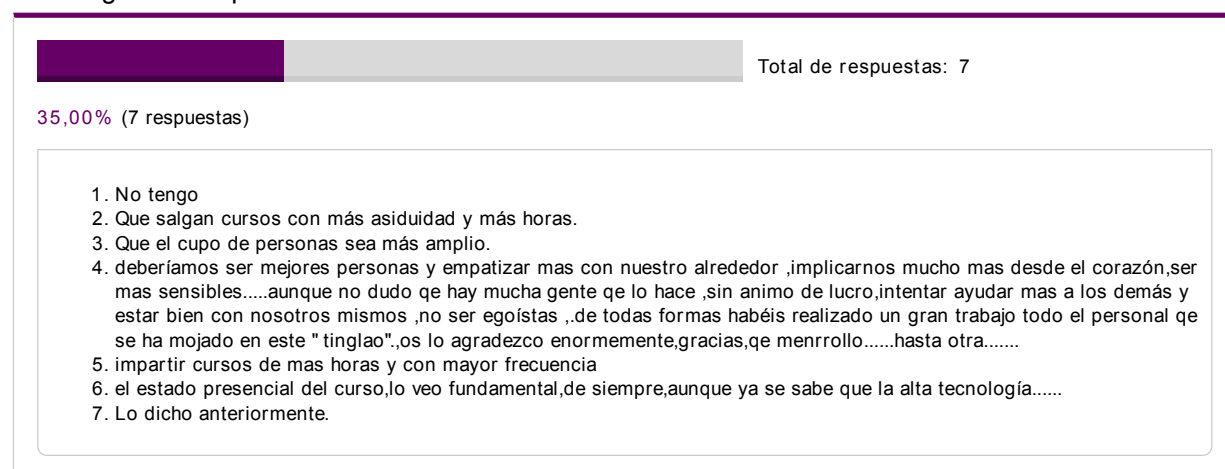 Total de respuestas: 7
35,00% (7 respuestas)
1. No tengo
2. Que salgan cursos con más asiduidad y más horas.
3. Que el cupo de personas sea más amplio.
4. deberíamos ser mejores personas y empatizar mas con nuestro alrededor ,implicarnos mucho mas desde el corazón,ser
mas sensibles.....aunque no dudo qe hay mucha gente qe lo hace ,sin animo de lucro,intentar ayudar mas a los demás y
estar bien con nosotros mismos ,no ser egoístas ,.de todas formas habéis realizado un gran trabajo todo el personal qe
se ha mojado en este " tinglao".,os lo agradezco enormemente,gracias,qe menrrollo......hasta otra.......
5. impartir cursos de mas horas y con mayor frecuencia
6. el estado presencial del curso,lo veo fundamental,de siempre,aunque ya se sabe que la alta tecnología......
7. Lo dicho anteriormente.